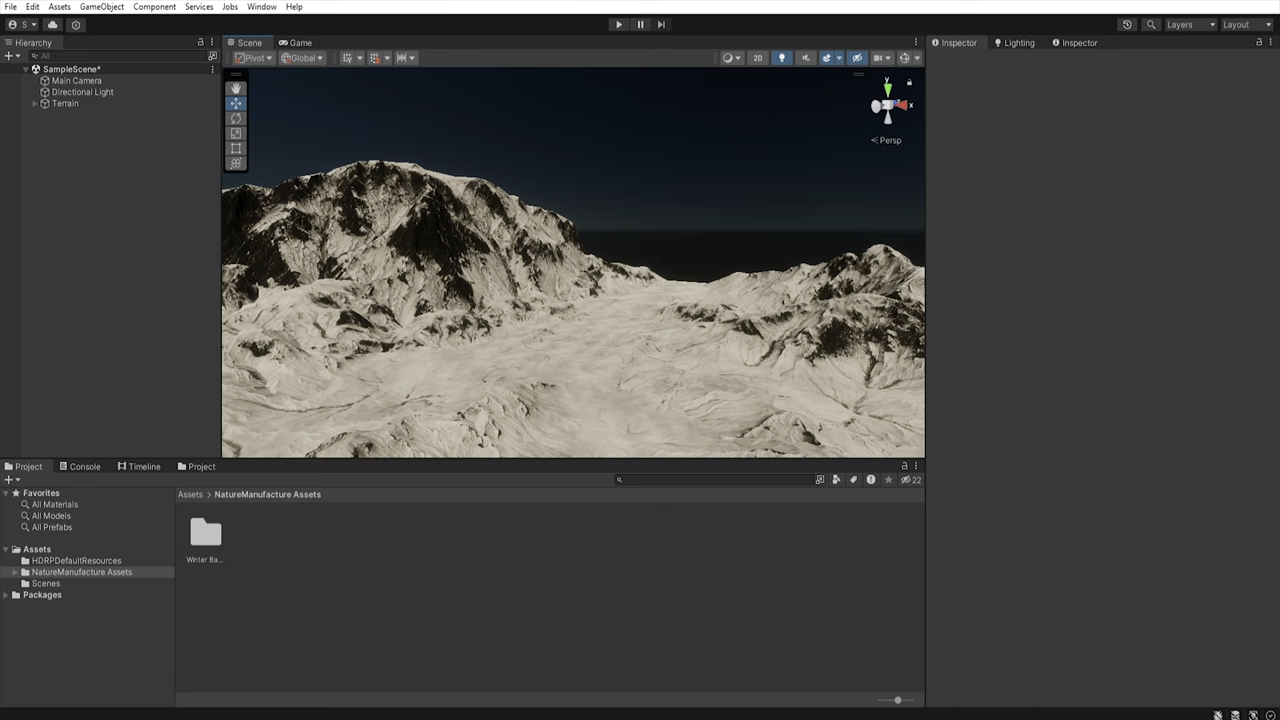 File Edit Assets GameObject Component Services Jobs Window Help
S Layers Layout
Hierarchy Scene Game Inspector Lighting Inspector
All Pivot Global 2D
SampleScene*
Main Camera
Directional Light
Terrain
y
x
Persp
Project Console Timeline Project
22
Favorites
All Materials
All Models
All Prefabs
Assets > NatureManufacture Assets
Winter Ba...
Assets
HDRPDefaultResources
NatureManufacture Assets
Scenes
Packages